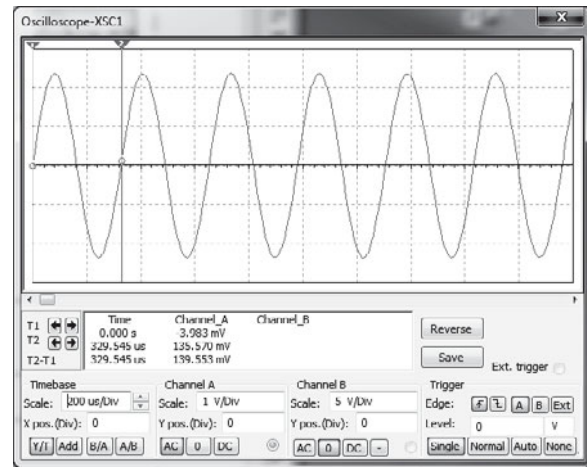 Oscilloscope-XSC1
x
1 2
Time Channel_A Channel_B
T1 0.000 s -3.983 mV
T2 329.545 us 135.570 mV
T2-T1 329.545 us 139.553 mV
Reverse
Save
Ext. trigger
Timebase
Scale: 200 us/Div
X pos.(Div): 0
Y/T Add B/A A/B
Channel A
Scale: 1 V/Div
Y pos.(Div): 0
AC 0 DC
Channel B
Scale: 5 V/Div
Y pos.(Div): 0
AC 0 DC -
Trigger
Edge: A B Ext
Level: 0 V
Single Normal Auto None